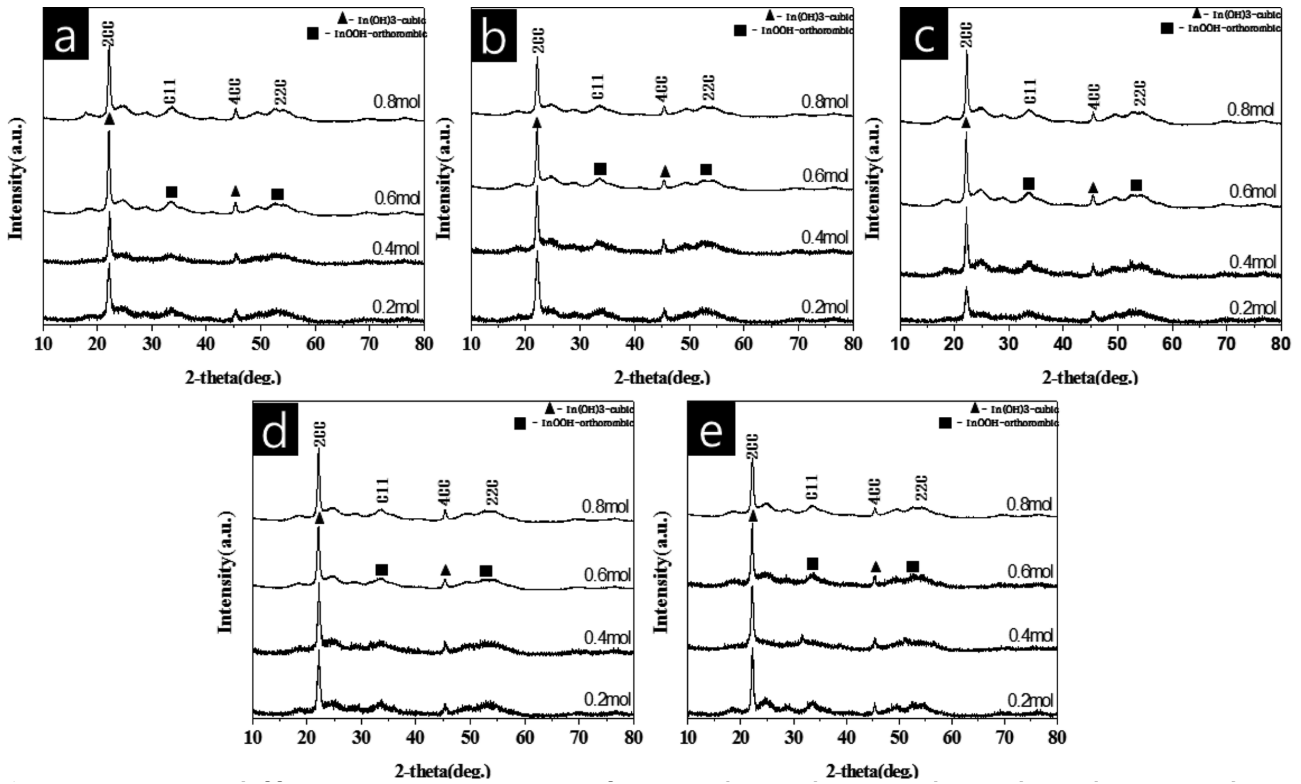 a
▲- In(OH)3-cubic
■ - InOOH-orthorombic
200
011
400
220
0.8mol
0.6mol
0.4mol
0.2mol
Intensity(a.u.)
10 20 30 40 50 60 70 80
2-theta(deg.)
b
▲- In(OH)3-cubic
■ - InOOH-orthorombic
200
011
400
220
0.8mol
0.6mol
0.4mol
0.2mol
Intensity(a.u.)
10 20 30 40 50 60 70 80
2-theta(deg.)
c
▲- In(OH)3-cubic
■ - InOOH-orthorombic
200
011
400
220
0.8mol
0.6mol
0.4mol
0.2mol
Intensity(a.u.)
10 20 30 40 50 60 70 80
2-theta(deg.)
d
▲- In(OH)3-cubic
■ - InOOH-orthorombic
200
011
400
220
0.8mol
0.6mol
0.4mol
0.2mol
Intensity(a.u.)
10 20 30 40 50 60 70 80
2-theta(deg.)
e
▲- In(OH)3-cubic
■ - InOOH-orthorombic
200
011
400
220
0.8mol
0.6mol
0.4mol
0.2mol
Intensity(a.u.)
10 20 30 40 50 60 70 80
2-theta(deg.)